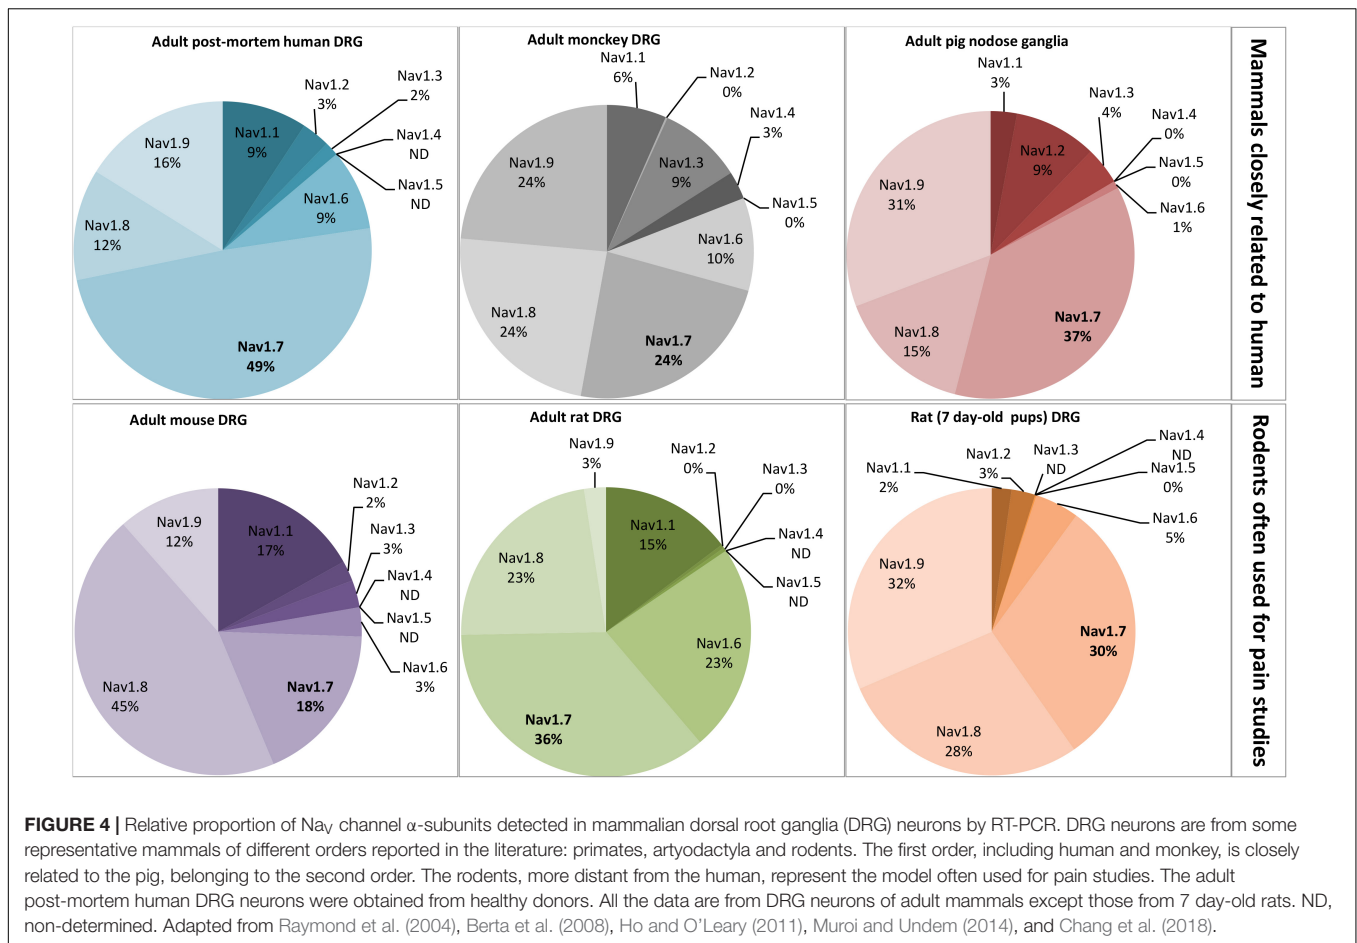 Adult post-mortem human DRG
Nav1.1
9%
Nav1.2
3%
Nav1.3
2%
Nav1.4
ND
Nav1.5
ND
Nav1.6
9%
Nav1.7
49%
Nav1.8
12%
Nav1.9
16%
Adult monckey DRG
Nav1.1
6%
Nav1.2
0%
Nav1.3
9%
Nav1.4
3%
Nav1.5
0%
Nav1.6
10%
Nav1.7
24%
Nav1.8
24%
Nav1.9
24%
Adult pig nodose ganglia
Nav1.1
3%
Nav1.2
9%
Nav1.3
4%
Nav1.4
0%
Nav1.5
0%
Nav1.6
1%
Nav1.7
37%
Nav1.8
15%
Nav1.9
31%
Mammals closely related to human
Adult mouse DRG
Nav1.1
17%
Nav1.2
2%
Nav1.3
3%
Nav1.4
ND
Nav1.5
ND
Nav1.6
3%
Nav1.7
18%
Nav1.8
45%
Nav1.9
12%
Adult rat DRG
Nav1.1
15%
Nav1.2
0%
Nav1.3
0%
Nav1.4
ND
Nav1.5
ND
Nav1.6
23%
Nav1.7
36%
Nav1.8
23%
Nav1.9
3%
Rat (7 day-old pups) DRG
Nav1.1
2%
Nav1.2
3%
Nav1.3
ND
Nav1.4
ND
Nav1.5
0%
Nav1.6
5%
Nav1.7
30%
Nav1.8
28%
Nav1.9
32%
Rodents often used for pain studies
FIGURE 4 | Relative proportion of NaV channel α-subunits detected in mammalian dorsal root ganglia (DRG) neurons by RT-PCR. DRG neurons are from some
representative mammals of different orders reported in the literature: primates, artyodactyla and rodents. The first order, including human and monkey, is closely
related to the pig, belonging to the second order. The rodents, more distant from the human, represent the model often used for pain studies. The adult
post-mortem human DRG neurons were obtained from healthy donors. All the data are from DRG neurons of adult mammals except those from 7 day-old rats. ND,
non-determined. Adapted from Raymond et al. (2004), Berta et al. (2008), Ho and O'Leary (2011), Muroi and Undem (2014), and Chang et al. (2018).